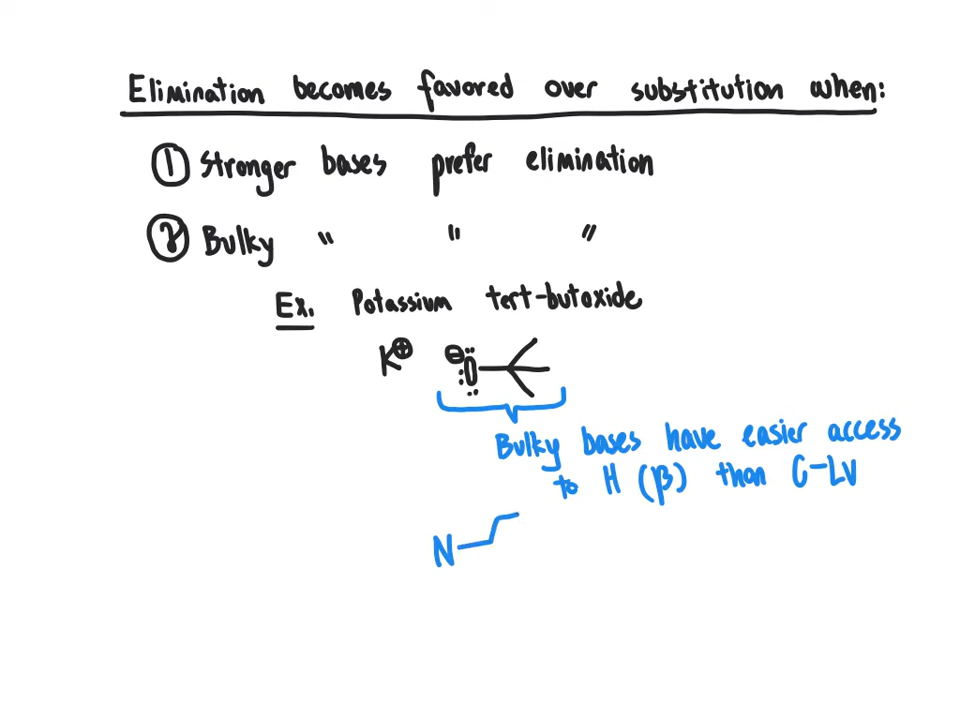 Elimination becomes favored over substitution when:
① Stronger bases prefer elimination
② Bulky " " "
Ex. Potassium tert-butoxide
K⊕ ⊖:Ö:
Bulky bases have easier access
to H (β) than C-LV
N